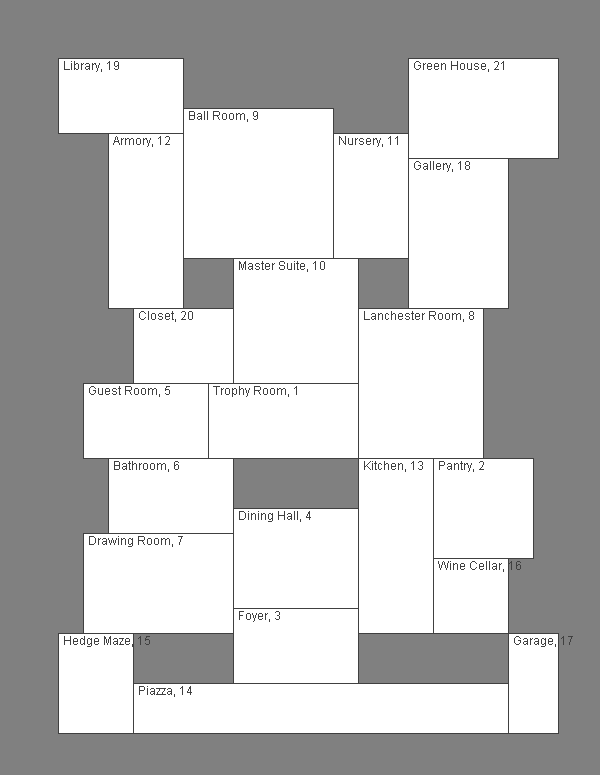 Library, 19
Green House, 21
Ball Room, 9
Armory, 12
Nursery, 11
Gallery, 18
Master Suite, 10
Closet, 20
Lanchester Room, 8
Guest Room, 5
Trophy Room, 1
Bathroom, 6
Kitchen, 13
Pantry, 2
Dining Hall, 4
Drawing Room, 7
Wine Cellar, 16
Foyer, 3
Hedge Maze, 15
Garage, 17
Piazza, 14